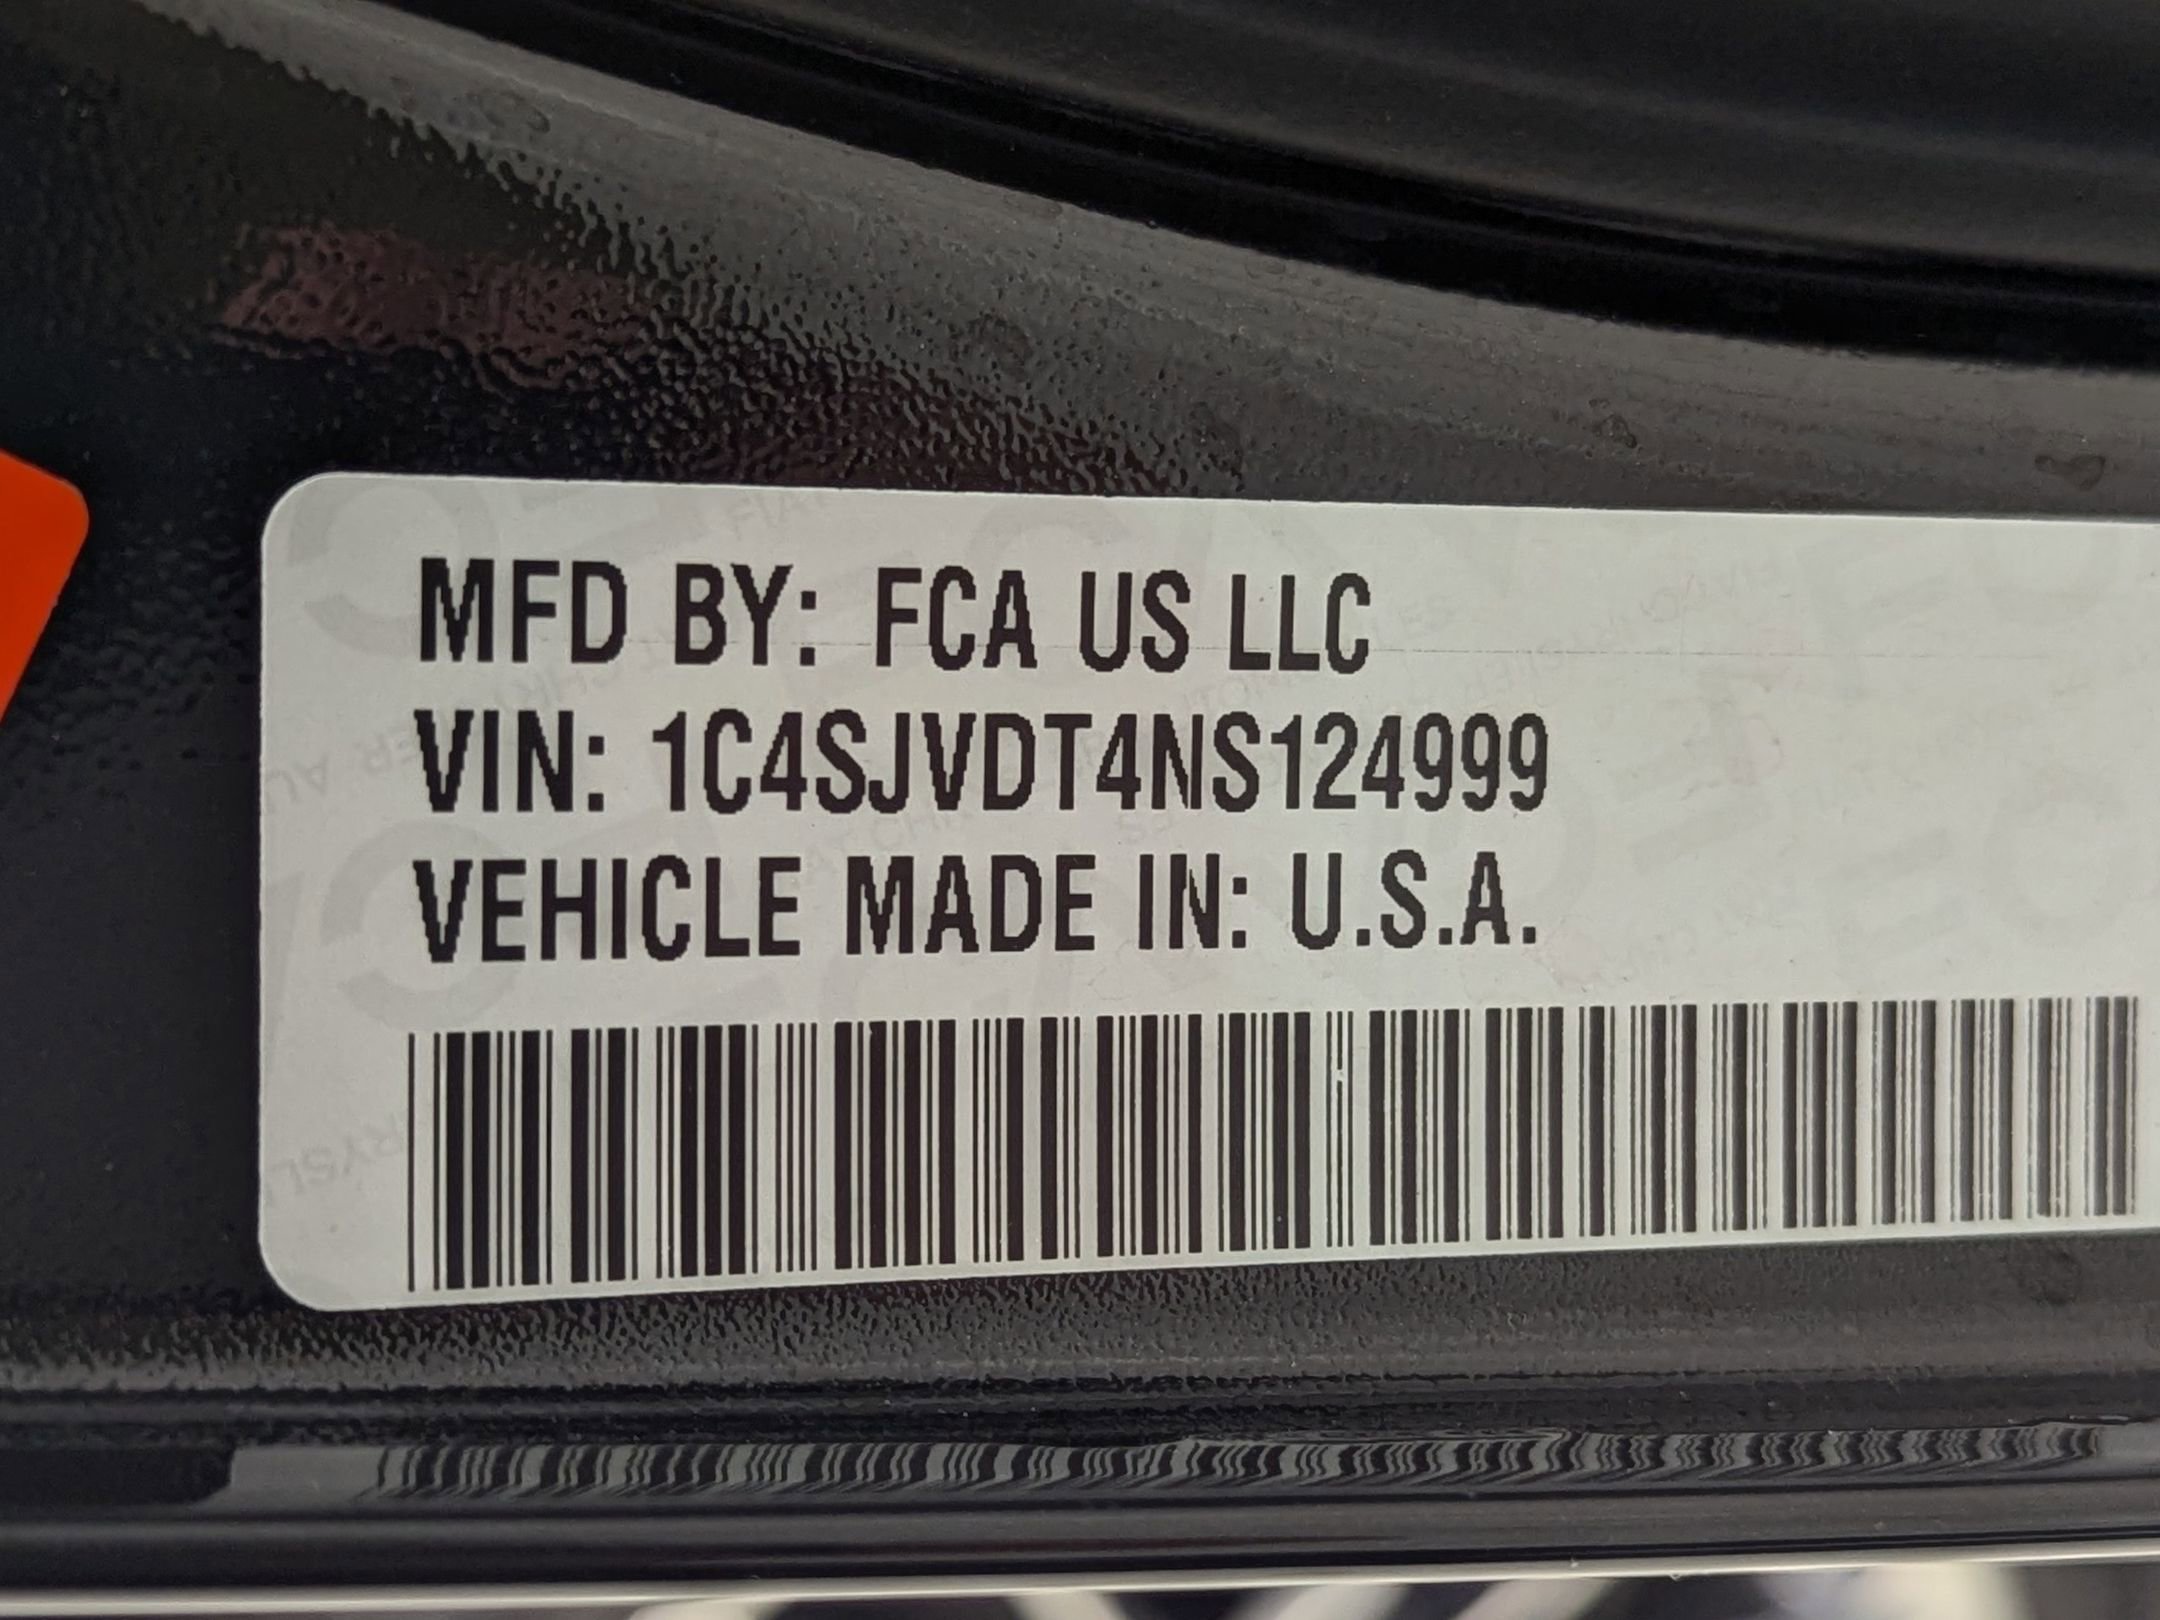 MFD BY: FCA US LLC
VIN: 1C4SJVDT4NS124999
VEHICLE MADE IN: U.S.A.